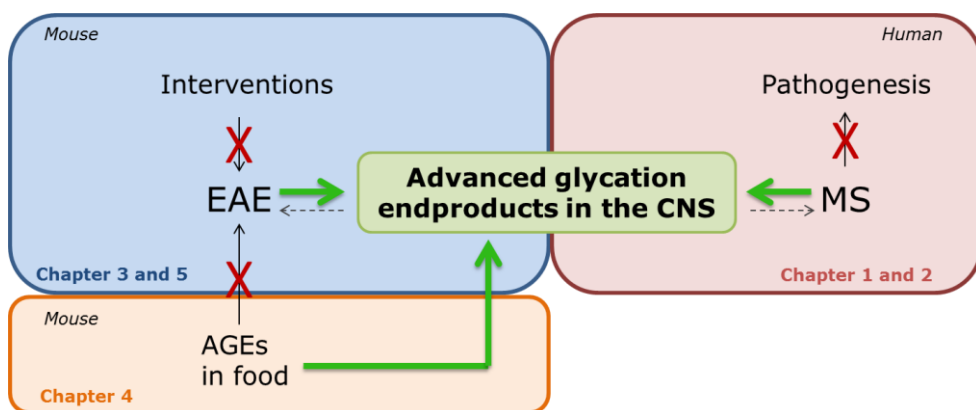 Mouse
Interventions
X
EAE
Chapter 3 and 5
Human
Pathogenesis
X
MS
Chapter 1 and 2
Advanced glycation
endproducts in the CNS
X
Mouse
AGEs
in food
Chapter 4